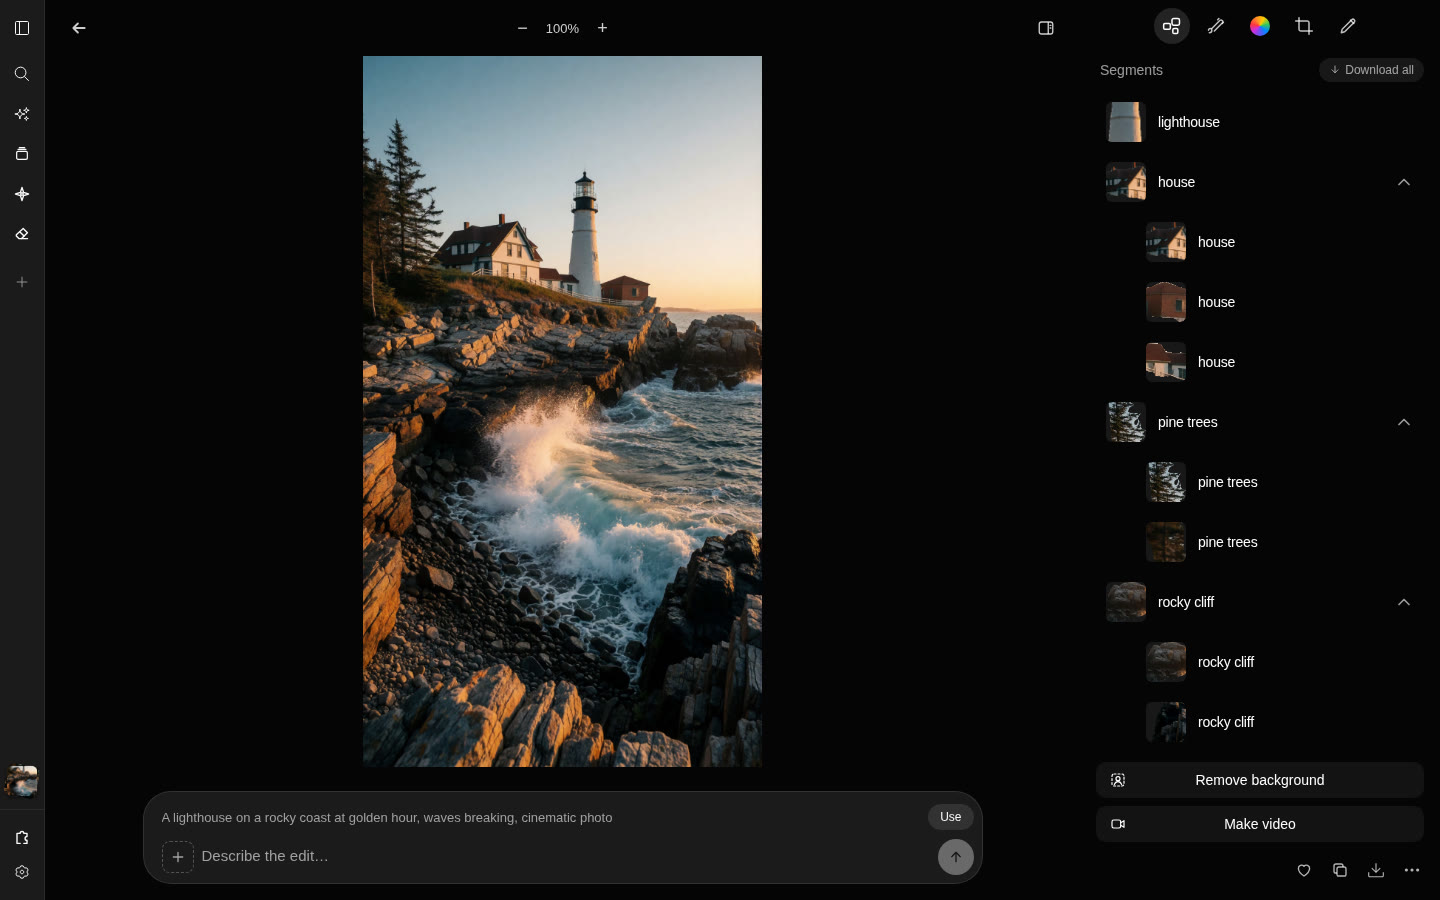 100%
Segments
Download all
lighthouse
house
house
house
house
pine trees
pine trees
pine trees
rocky cliff
rocky cliff
rocky cliff
Remove background
Make video
A lighthouse on a rocky coast at golden hour, waves breaking, cinematic photo
Use
Describe the edit…